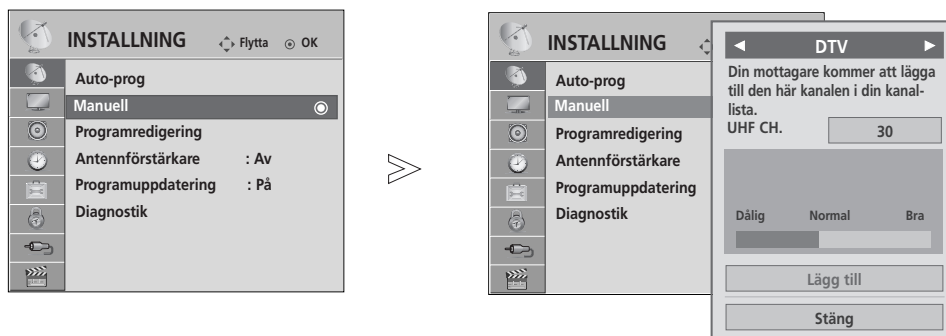 INSTALLNING Flytta OK
Auto-prog
Manuell
Programredigering
Antennförstärkare : Av
Programuppdatering : På
Diagnostik
INSTALLNING
Auto-prog
Manuell
Programredigering
Antennförstärkare
Programuppdatering
Diagnostik
DTV
Din mottagare kommer att lägga
till den här kanalen i din kanal-
lista.
UHF CH. 30
Dålig Normal Bra
Lägg till
Stäng